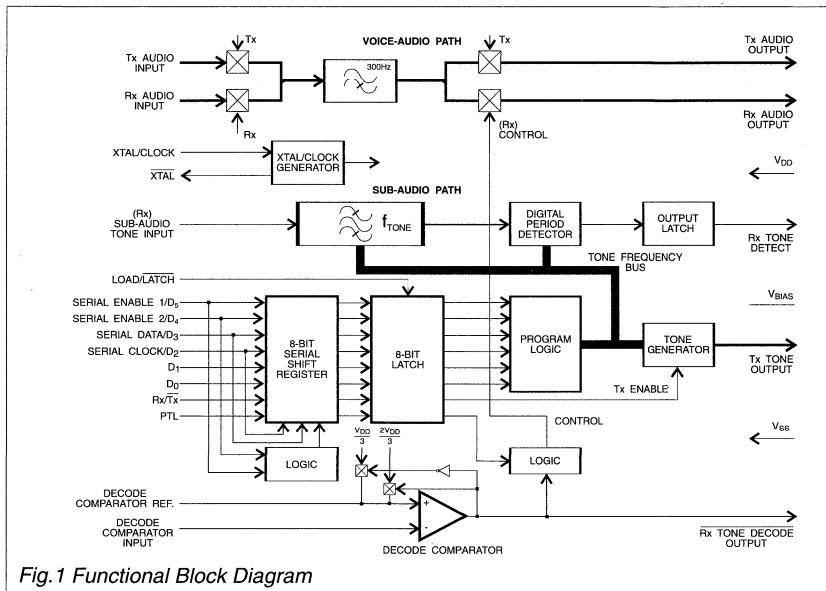 Tx
VOICE-AUDIO PATH
Tx
Tx AUDIO
OUTPUT
Tx AUDIO
INPUT
300Hz
Rx AUDIO
INPUT
Rx AUDIO
OUTPUT
Rx
(Rx)
CONTROL
XTAL/CLOCK
XTAL
XTAL/CLOCK
GENERATOR
VDD
SUB-AUDIO PATH
(Rx)
SUB-AUDIO
TONE INPUT
fTONE
DIGITAL
PERIOD
DETECTOR
OUTPUT
LATCH
Rx TONE
DETECT
TONE FREQUENCY
BUS
LOAD/LATCH
SERIAL ENABLE 1/D5
SERIAL ENABLE 2/D4
SERIAL DATA/D3
SERIAL CLOCK/D2
D1
D0
Rx/Tx
PTL
8-BIT
SERIAL
SHIFT
REGISTER
8-BIT
LATCH
PROGRAM
LOGIC
VBIAS
TONE
GENERATOR
Tx TONE
OUTPUT
Tx ENABLE
CONTROL
VDD
3
2VDD
3
VSS
LOGIC
LOGIC
DECODE
COMPARATOR REF.
+
-
DECODE
COMPARATOR
INPUT
DECODE COMPARATOR
Rx TONE DECODE
OUTPUT
Fig.1 Functional Block Diagram